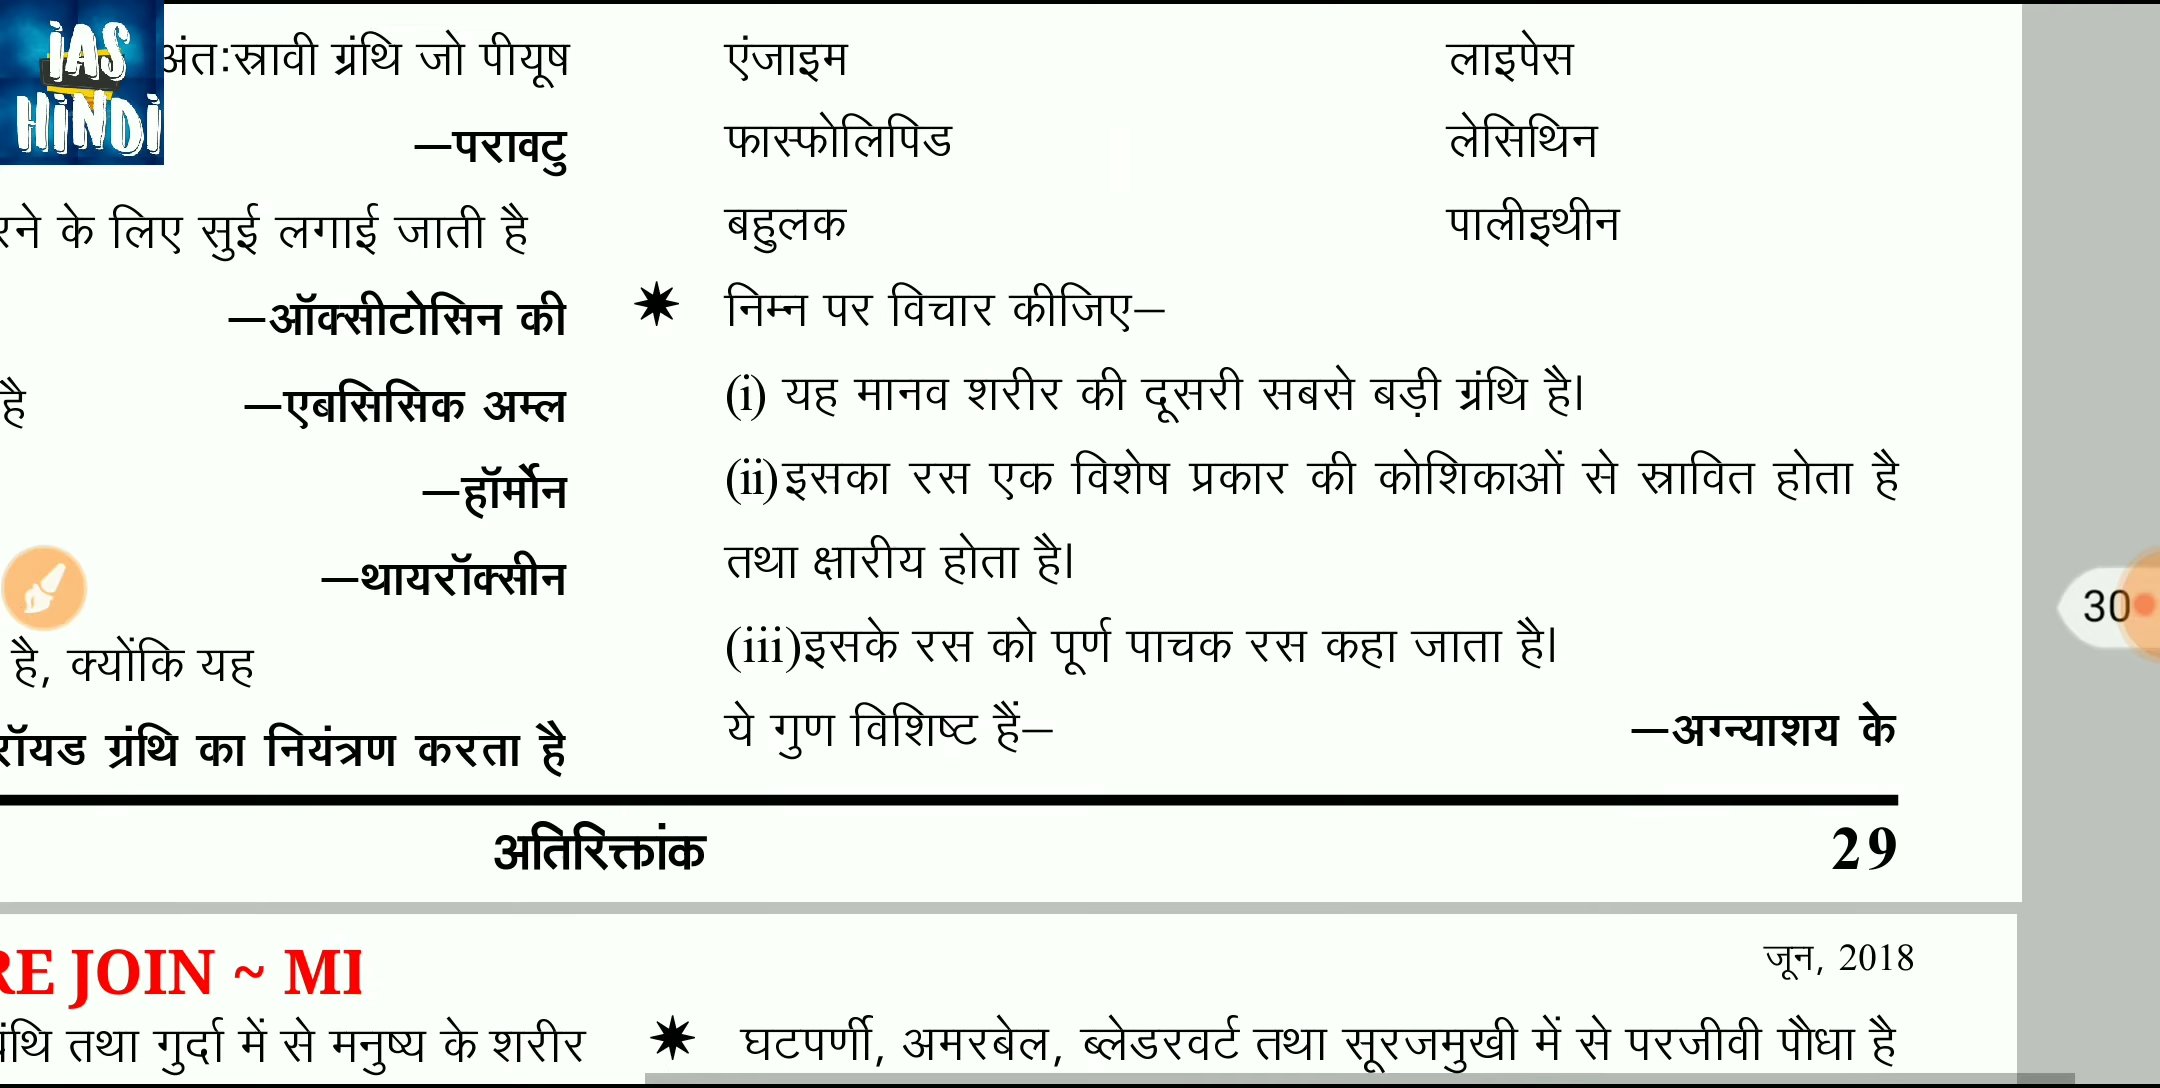 iAS
HiNDi
अंतःस्रावी ग्रंथि जो पीयूष
—परावटु
रने के लिए सुई लगाई जाती है
—ऑक्सीटोसिन की
है —एबसिसिक अम्ल
—हॉर्मोन
—थायरॉक्सीन
है, क्योंकि यह
रॉयड ग्रंथि का नियंत्रण करता है
एंजाइम लाइपेस
फास्फोलिपिड लेसिथिन
बहुलक पालीइथीन
✷ निम्न पर विचार कीजिए—
(i) यह मानव शरीर की दूसरी सबसे बड़ी ग्रंथि है।
(ii)इसका रस एक विशेष प्रकार की कोशिकाओं से स्रावित होता है
तथा क्षारीय होता है।
(iii)इसके रस को पूर्ण पाचक रस कहा जाता है।
ये गुण विशिष्ट हैं— —अग्न्याशय के
30
अतिरिक्तांक 29
RE JOIN ~ MI
जून, 2018
ग्रंथि तथा गुर्दा में से मनुष्य के शरीर
✷ घटपर्णी, अमरबेल, ब्लेडरवर्ट तथा सूरजमुखी में से परजीवी पौधा है